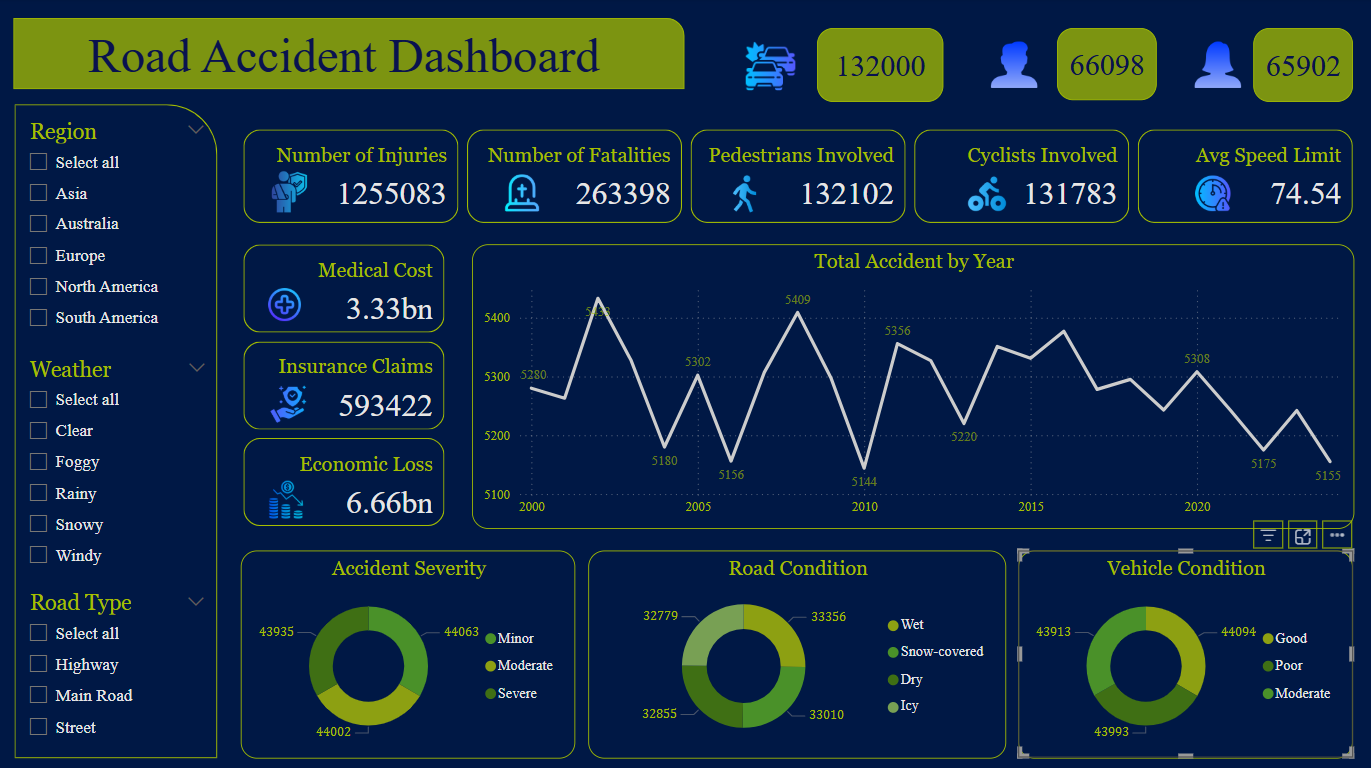 Road Accident Dashboard
132000
66098
65902
Region
Select all
Asia
Australia
Europe
North America
South America
Weather
Select all
Clear
Foggy
Rainy
Snowy
Windy
Road Type
Select all
Highway
Main Road
Street
Number of Injuries
1255083
Number of Fatalities
263398
Pedestrians Involved
132102
Cyclists Involved
131783
Avg Speed Limit
74.54
Medical Cost
3.33bn
Insurance Claims
593422
Economic Loss
6.66bn
Total Accident by Year
5400
5300
5200
5100
5280
5433
5302
5180
5156
5409
5144
5356
5220
5308
5175
5155
2000
2005
2010
2015
2020
Accident Severity
43935
44063
44002
Minor
Moderate
Severe
Road Condition
32779
33356
32855
33010
Wet
Snow-covered
Dry
Icy
Vehicle Condition
43913
44094
43993
Good
Poor
Moderate